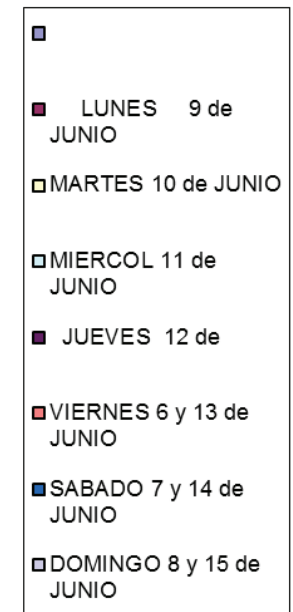 LUNES 9 de
JUNIO
MARTES 10 de JUNIO
MIERCOL 11 de
JUNIO
JUEVES 12 de
VIERNES 6 y 13 de
JUNIO
SABADO 7 y 14 de
JUNIO
DOMINGO 8 y 15 de
JUNIO